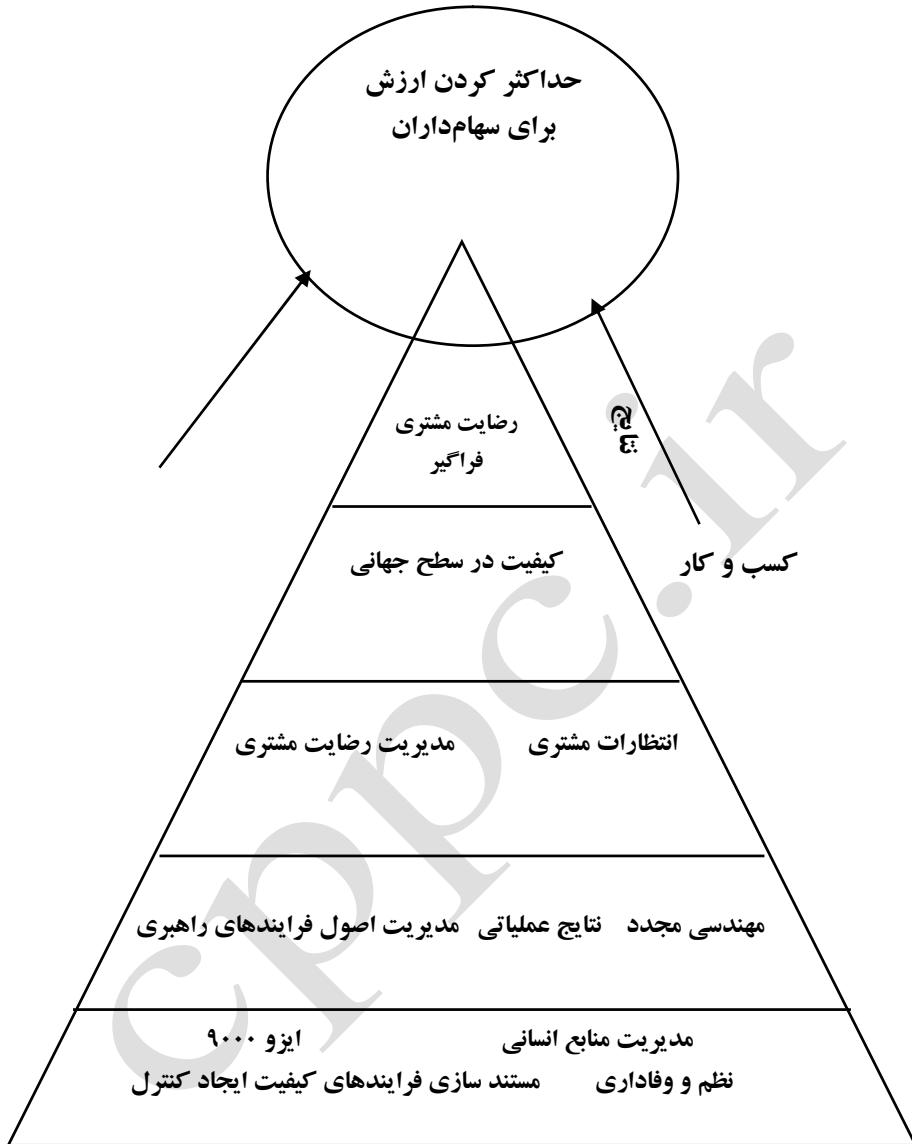 حداکثر کردن ارزش
برای سهام‌داران
نتایج
رضایت مشتری
فراگیر
کیفیت در سطح جهانی
کسب و کار
انتظارات مشتری مدیریت رضایت مشتری
مهندسی مجدد نتایج عملیاتی مدیریت اصول فرایندهای راهبری
مدیریت منابع انسانی ایزو ۹۰۰۰
نظم و وفاداری مستند سازی فرایندهای کیفیت ایجاد کنترل
cppc.ir